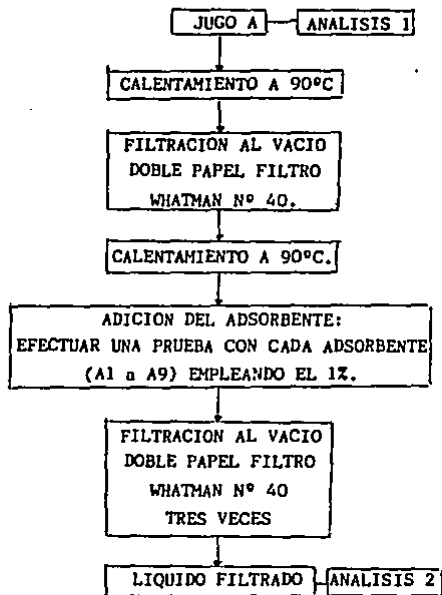 JUGO A
ANALISIS 1
CALENTAMIENTO A 90ºC
FILTRACION AL VACIO
DOBLE PAPEL FILTRO
WHATMAN Nº 40.
CALENTAMIENTO A 90ºC.
ADICION DEL ADSORBENTE:
EFECTUAR UNA PRUEBA CON CADA ADSORBENTE
(A1 a A9) EMPLEANDO EL 1%.
FILTRACION AL VACIO
DOBLE PAPEL FILTRO
WHATMAN Nº 40
TRES VECES
LIQUIDO FILTRADO
ANALISIS 2